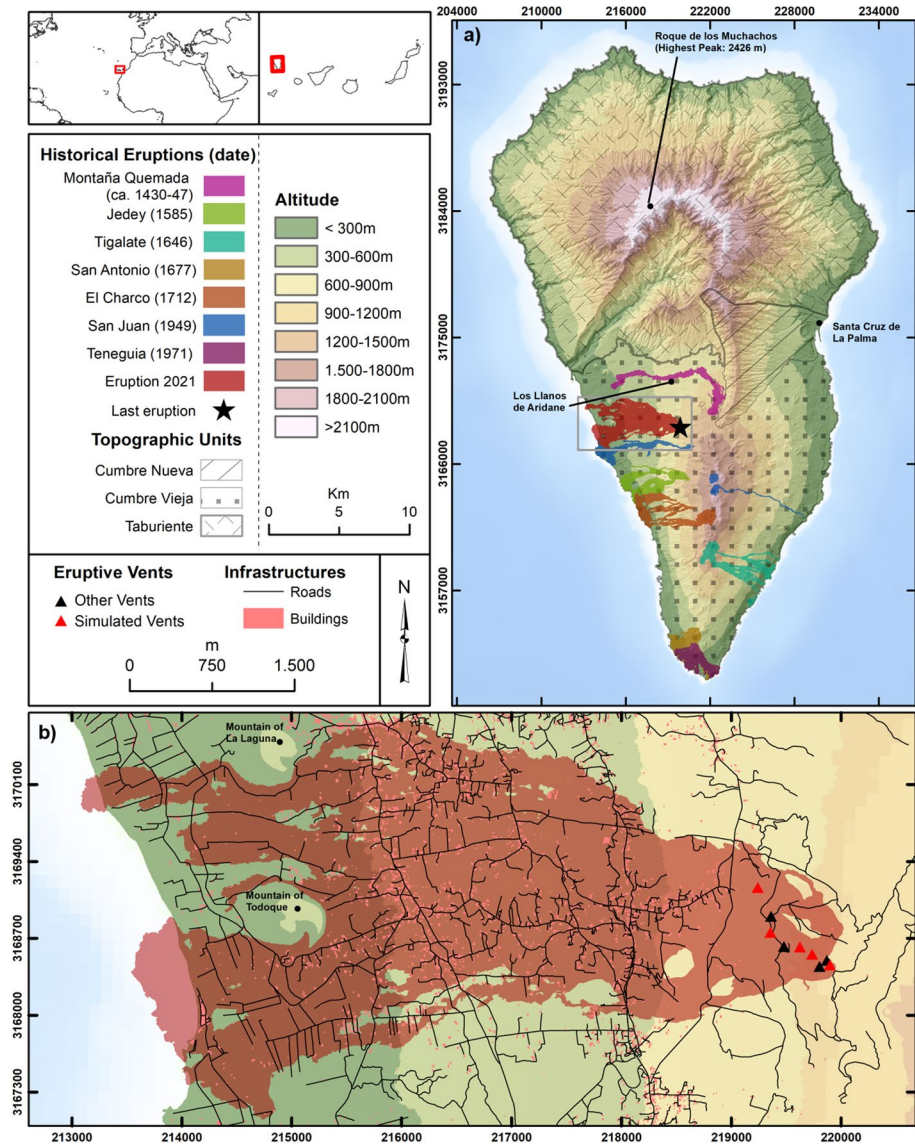 Historical Eruptions (date)
Montaña Quemada
(ca. 1430-47)
Jedey (1585)
Tigalate (1646)
San Antonio (1677)
El Charco (1712)
San Juan (1949)
Teneguia (1971)
Eruption 2021
Last eruption
Topographic Units
Cumbre Nueva
Cumbre Vieja
Taburiente
Altitude
< 300m
300-600m
600-900m
900-1200m
1200-1500m
1.500-1800m
1800-2100m
>2100m
Km
0 5 10
Eruptive Vents
Other Vents
Simulated Vents
Infrastructures
Roads
Buildings
m
0 750 1.500
N
204000 210000 216000 222000 228000 234000
a)
Roque de los Muchachos
(Highest Peak: 2426 m)
3193000
3184000
3175000
3166000
3157000
Santa Cruz de
La Palma
Los Llanos
de Aridane
b)
Mountain of
La Laguna
Mountain of
Todoque
3170100
3169400
3168700
3168000
3167300
213000 214000 215000 216000 217000 218000 219000 220000